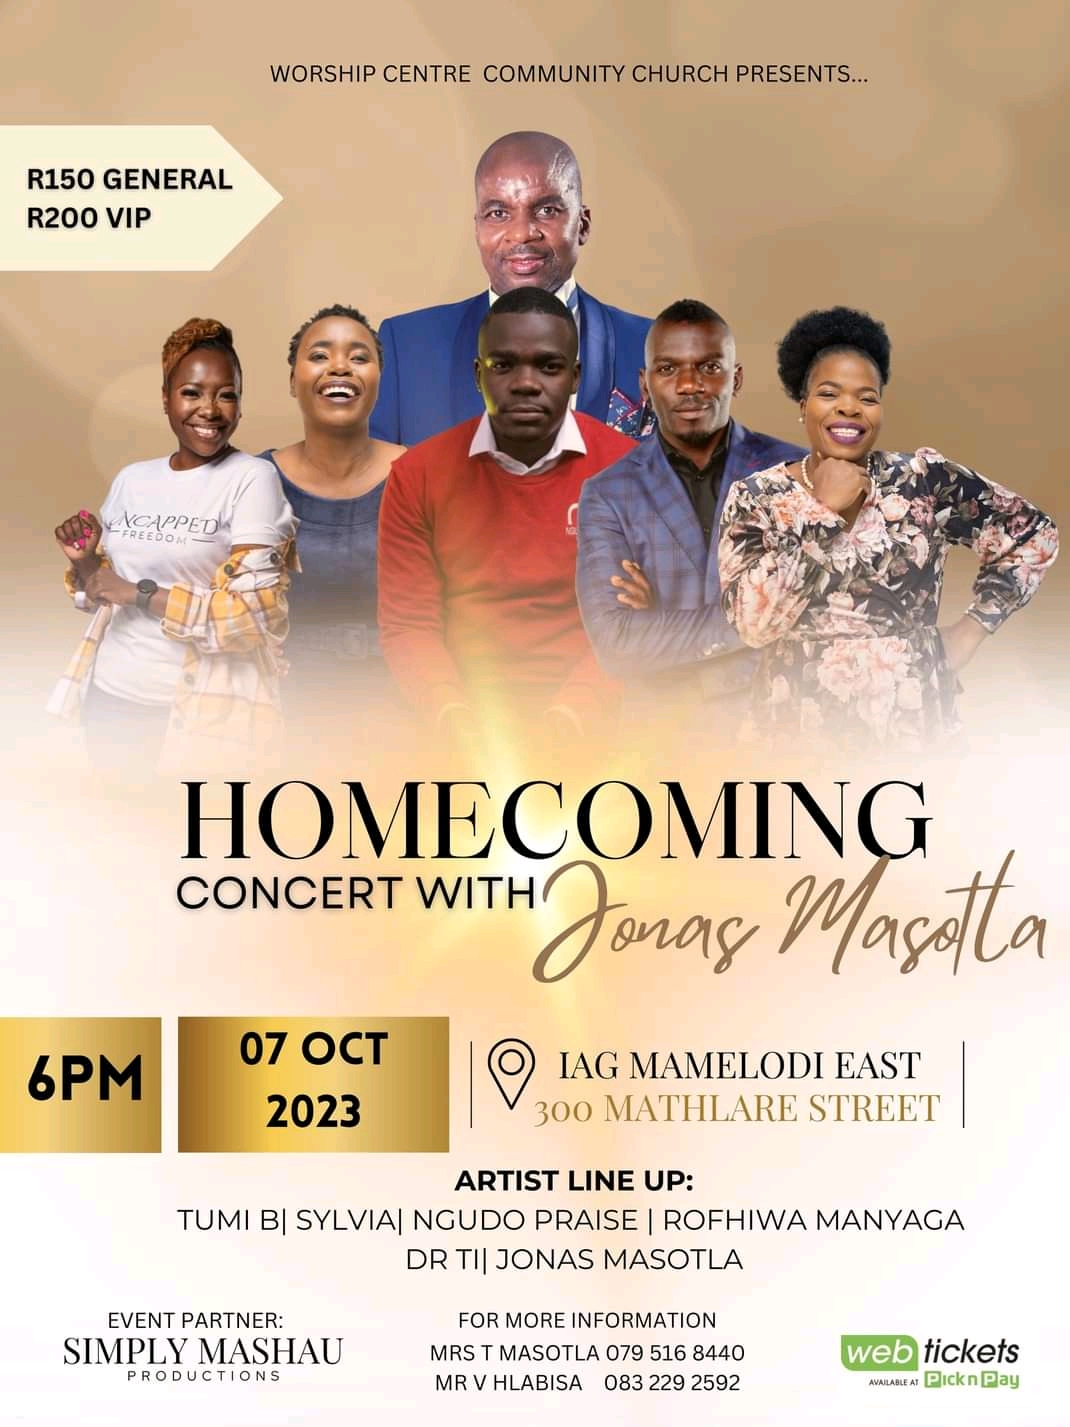 WORSHIP CENTRE COMMUNITY CHURCH PRESENTS...
R150 GENERAL
R200 VIP
UNCAPPED
FREEDOM
HOMECOMING
CONCERT WITH Jonas Masotla
6PM
07 OCT
2023
IAG MAMELODI EAST
300 MATHLARE STREET
ARTIST LINE UP:
TUMI B| SYLVIA| NGUDO PRAISE | ROFHIWA MANYAGA
DR TI| JONAS MASOTLA
EVENT PARTNER:
SIMPLY MASHAU
PRODUCTIONS
FOR MORE INFORMATION
MRS T MASOTLA 079 516 8440
MR V HLABISA 083 229 2592
web tickets
AVAILABLE AT Pick n Pay